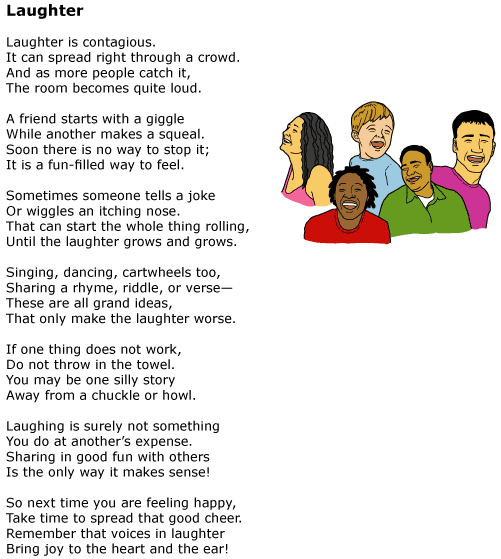 Laughter
Laughter is contagious.
It can spread right through a crowd.
And as more people catch it,
The room becomes quite loud.
A friend starts with a giggle
While another makes a squeal.
Soon there is no way to stop it;
It is a fun-filled way to feel.
Sometimes someone tells a joke
Or wiggles an itching nose.
That can start the whole thing rolling,
Until the laughter grows and grows.
Singing, dancing, cartwheels too,
Sharing a rhyme, riddle, or verse—
These are all grand ideas,
That only make the laughter worse.
If one thing does not work,
Do not throw in the towel.
You may be one silly story
Away from a chuckle or howl.
Laughing is surely not something
You do at another’s expense.
Sharing in good fun with others
Is the only way it makes sense!
So next time you are feeling happy,
Take time to spread that good cheer.
Remember that voices in laughter
Bring joy to the heart and the ear!